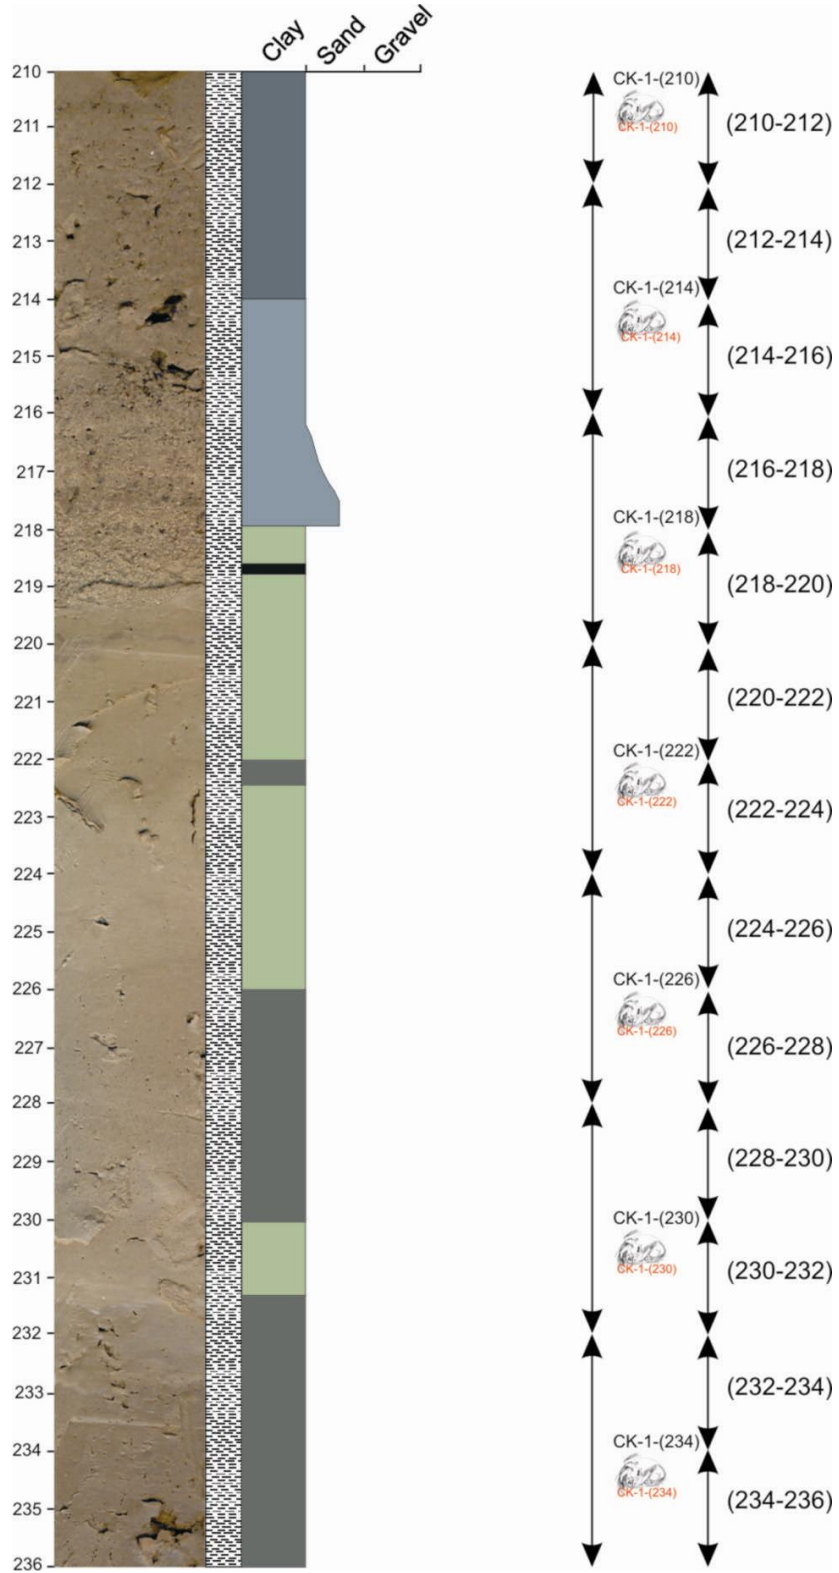 Clay Sand Gravel
210
211
212
213
214
215
216
217
218
219
220
221
222
223
224
225
226
227
228
229
230
231
232
233
234
235
236
CK-1-(210)
CK-1-(210)
CK-1-(214)
CK-1-(214)
CK-1-(218)
CK-1-(218)
CK-1-(222)
CK-1-(222)
CK-1-(226)
CK-1-(226)
CK-1-(230)
CK-1-(230)
CK-1-(234)
CK-1-(234)
(210-212)
(212-214)
(214-216)
(216-218)
(218-220)
(220-222)
(222-224)
(224-226)
(226-228)
(228-230)
(230-232)
(232-234)
(234-236)